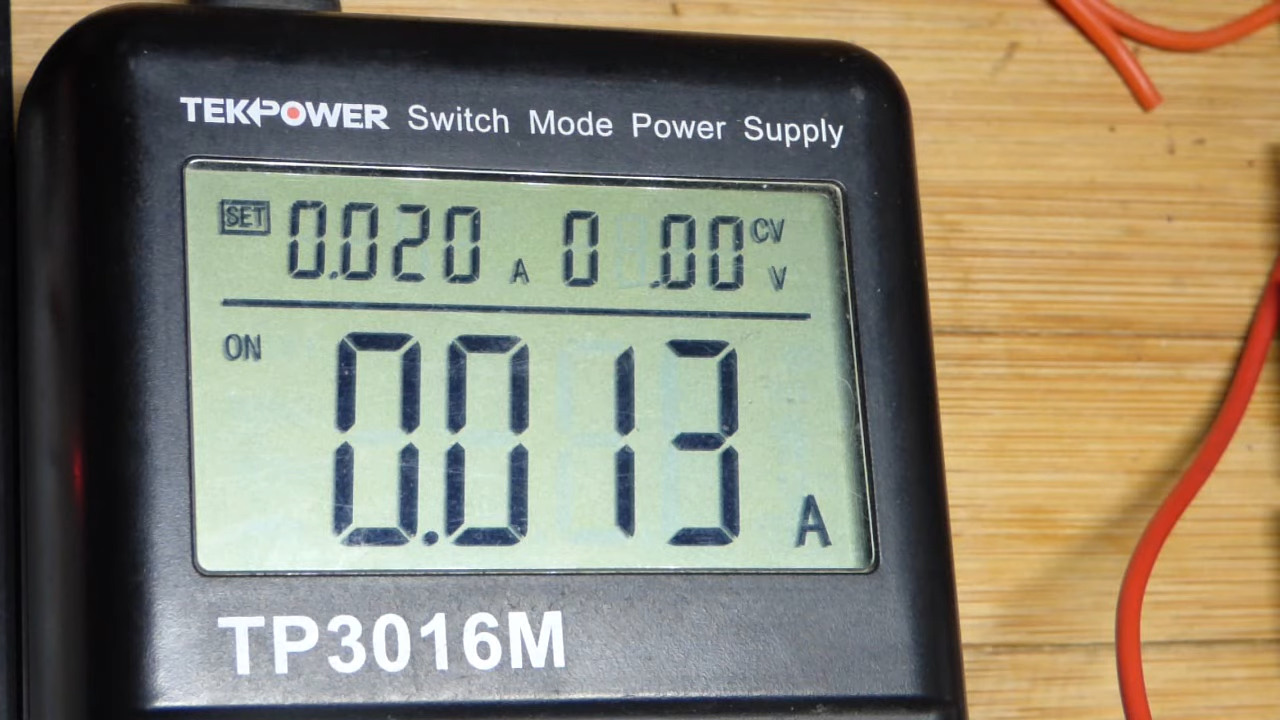 TEKPOWER Switch Mode Power Supply
SET 0.020 A 0.00 CV V
ON 0.013 A
TP3016M